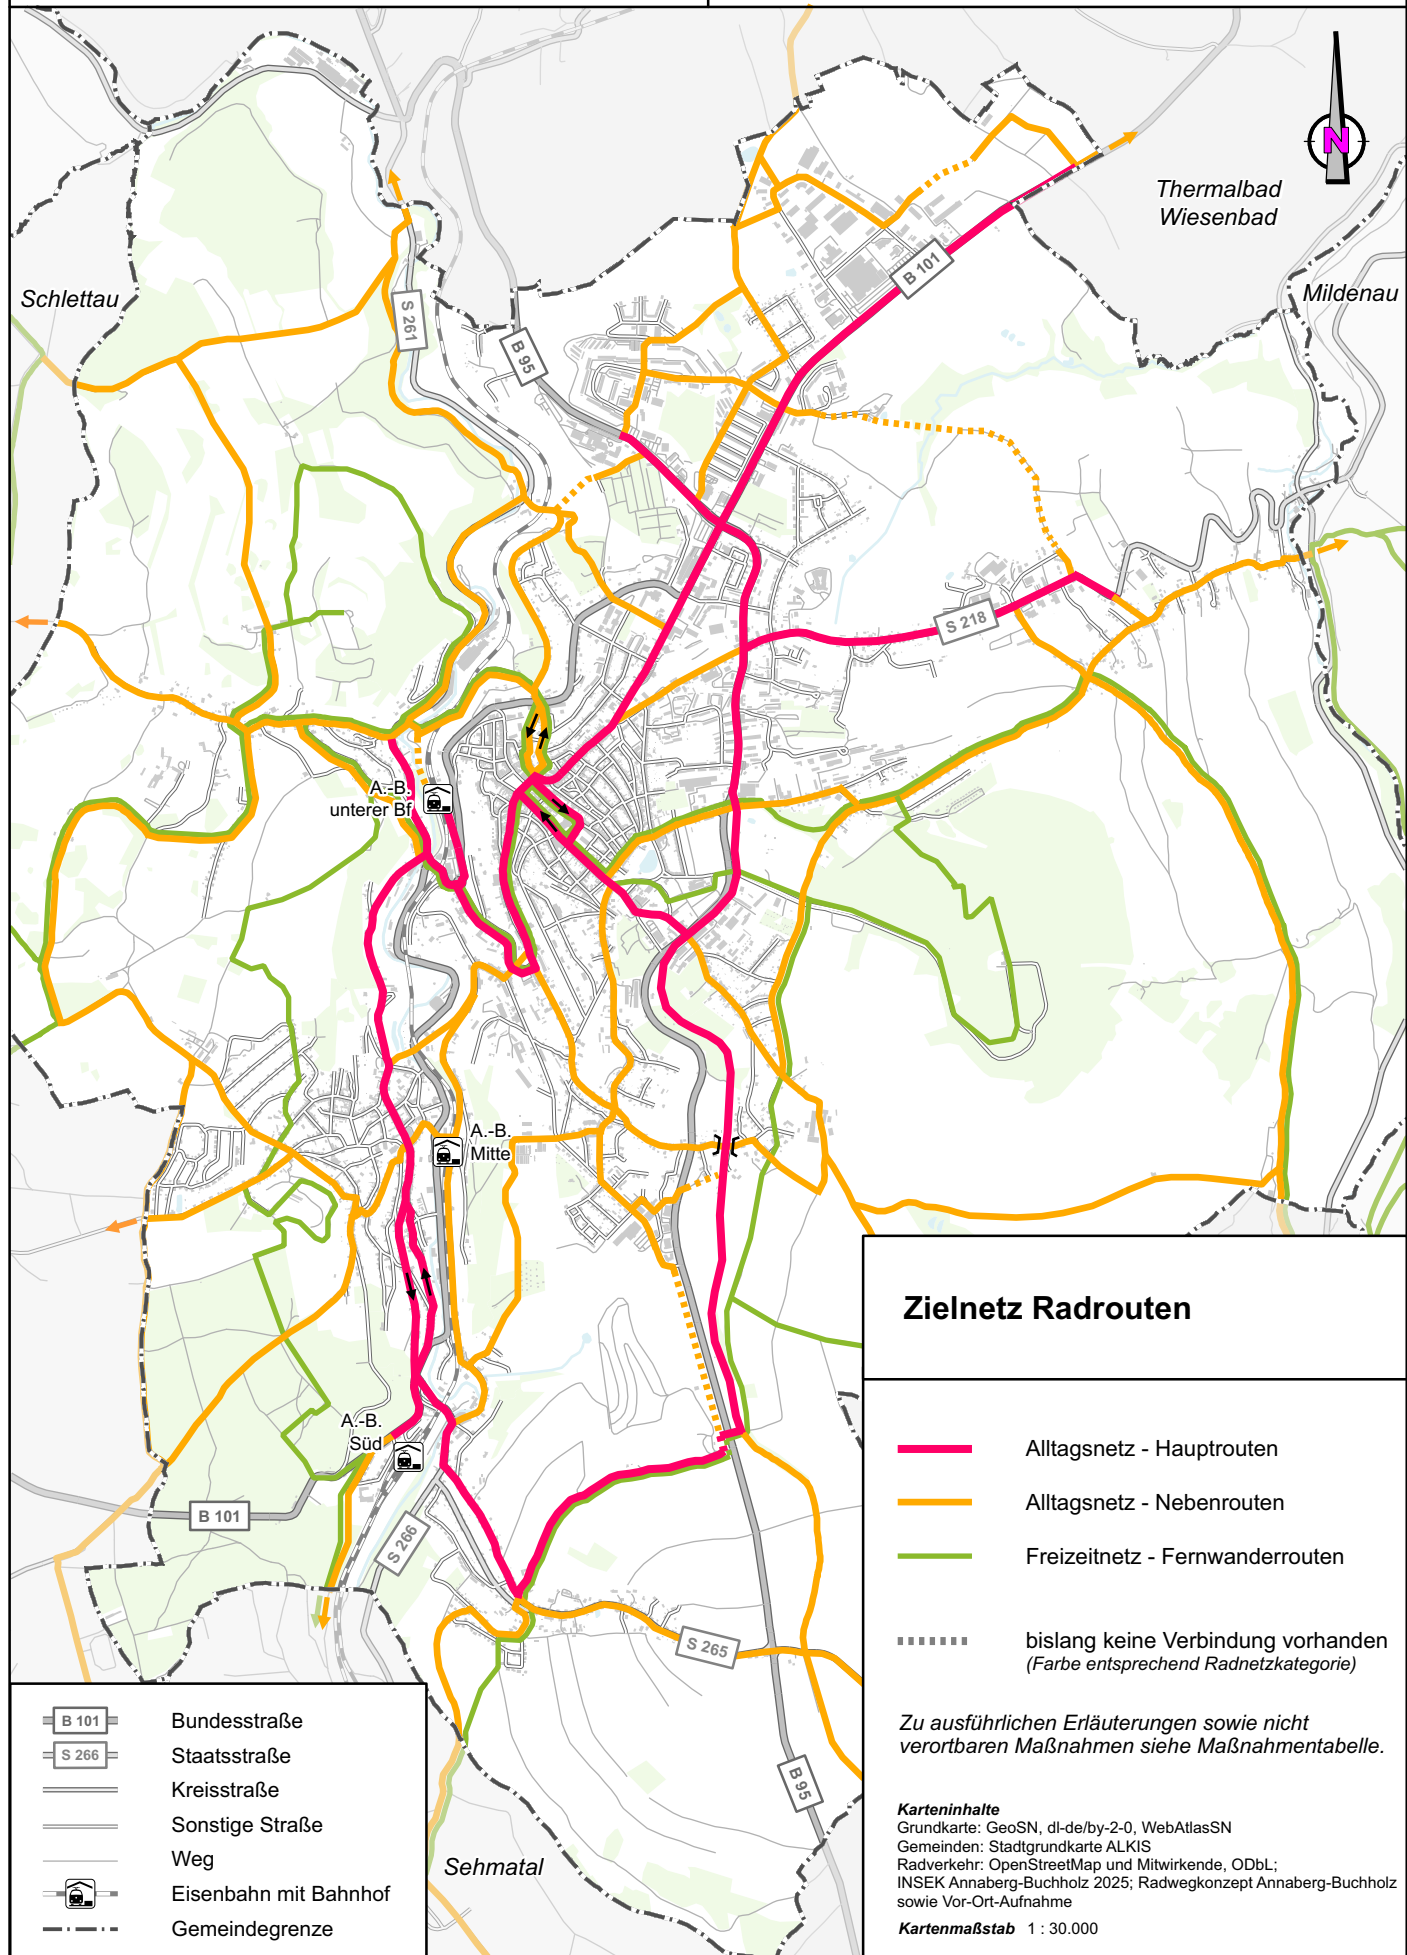 N
Thermalbad
Wiesenbad
Schlettau
Mildenau
B 101
S 261
B 95
S 218
A.-B.
unterer Bf
A.-B.
Mitte
A.-B.
Süd
B 101
S 266
S 265
B 95
Sehmatal
Zielnetz Radrouten
Alltagsnetz - Hauptrouten
Alltagsnetz - Nebenrouten
Freizeitnetz - Fernwanderrouten
bislang keine Verbindung vorhanden
(Farbe entsprechend Radnetzkategorie)
Zu ausführlichen Erläuterungen sowie nicht
verortbaren Maßnahmen siehe Maßnahmentabelle.
Karteninhalte
Grundkarte: GeoSN, dl-de/by-2-0, WebAtlasSN
Gemeinden: Stadtgrundkarte ALKIS
Radverkehr: OpenStreetMap und Mitwirkende, ODbL;
INSEK Annaberg-Buchholz 2025; Radwegkonzept Annaberg-Buchholz
sowie Vor-Ort-Aufnahme
Kartenmaßstab 1 : 30.000
B 101 Bundesstraße
S 266 Staatsstraße
Kreisstraße
Sonstige Straße
Weg
Eisenbahn mit Bahnhof
Gemeindegrenze